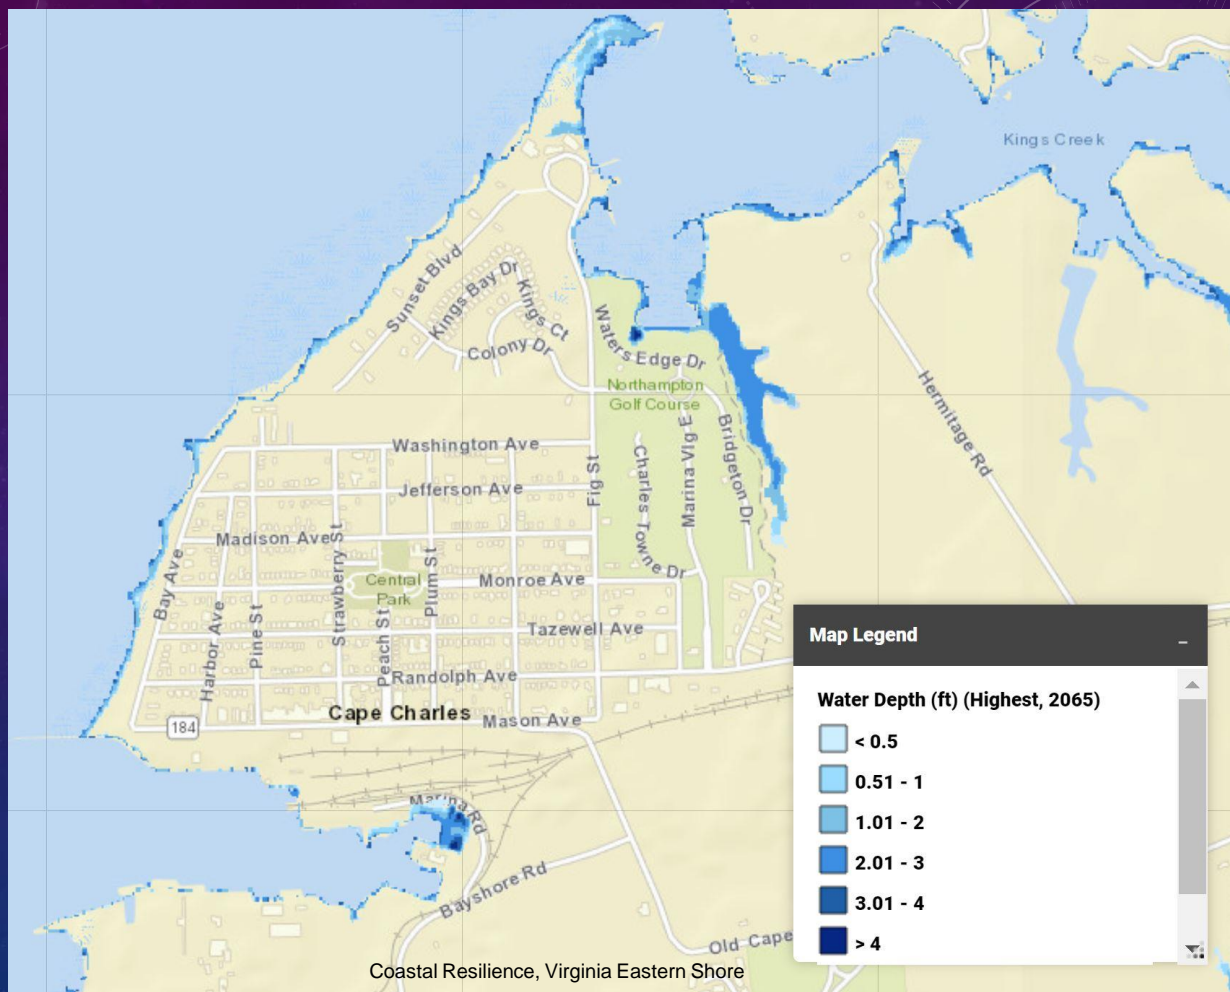 Kings Creek
Sunset Blvd
Kings Bay Dr
Kings Ct
Colony Dr
Waters Edge Dr
Northampton
Golf Course
Hermitage Rd
Washington Ave
Fig St
Charles Towne Dr
Marina Vlg E
Bridgeton Dr
Jefferson Ave
Madison Ave
Strawberry St
Bay Ave
Central
Park
Plum St
Monroe Ave
Harbor Ave
Pine St
Peach St
Tazewell Ave
Randolph Ave
184
Cape Charles
Mason Ave
Marina Rd
Bayshore Rd
Old Cape
Map Legend
Water Depth (ft) (Highest, 2065)
< 0.5
0.51 - 1
1.01 - 2
2.01 - 3
3.01 - 4
> 4
Coastal Resilience, Virginia Eastern Shore